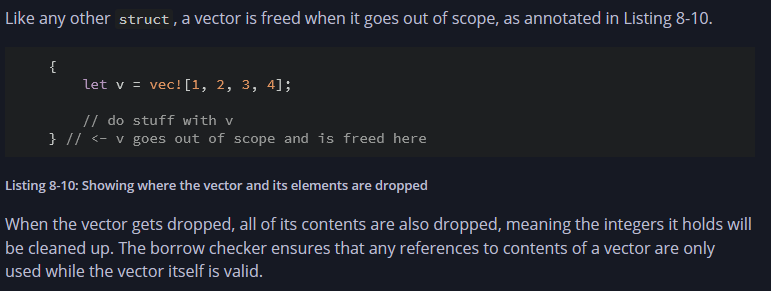 Like any other struct, a vector is freed when it goes out of scope, as annotated in Listing 8-10.
{
let v = vec![1, 2, 3, 4];
// do stuff with v
} // <- v goes out of scope and is freed here
Listing 8-10: Showing where the vector and its elements are dropped
When the vector gets dropped, all of its contents are also dropped, meaning the integers it holds will
be cleaned up. The borrow checker ensures that any references to contents of a vector are only
used while the vector itself is valid.